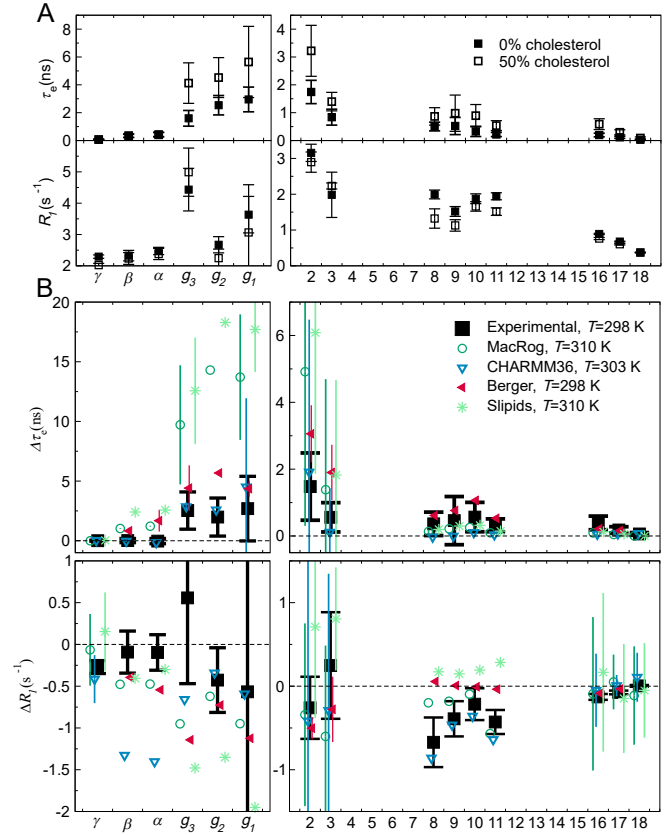 A
τe(ns)
8
6
4
2
0
4
3
2
1
0
0% cholesterol
50% cholesterol
R1(s⁻¹)
5
4
3
2
γ β α g3 g2 g1
3
2
1
0
2 3 4 5 6 7 8 9 10 11 12 13 14 15 16 17 18
B
Δτe(ns)
20
15
10
5
0
6
4
2
0
Experimental, T=298 K
MacRog, T=310 K
CHARMM36, T=303 K
Berger, T=298 K
Slipids, T=310 K
ΔR1(s⁻¹)
1
0.5
0
-0.5
-1
-1.5
-2
γ β α g3 g2 g1
1
0
-1
2 3 4 5 6 7 8 9 10 11 12 13 14 15 16 17 18